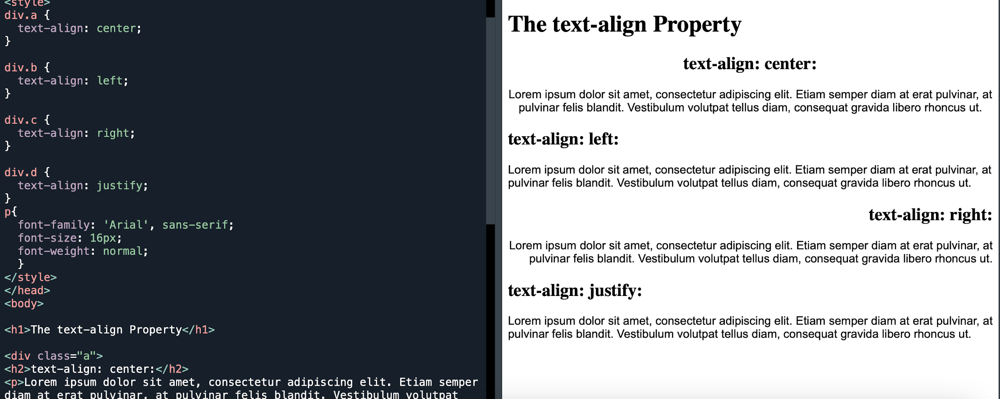 <style>
div.a {
  text-align: center;
}
div.b {
  text-align: left;
}
div.c {
  text-align: right;
}
div.d {
  text-align: justify;
}
p{
  font-family: 'Arial', sans-serif;
  font-size: 16px;
  font-weight: normal;
  }
</style>
</head>
<body>
<h1>The text-align Property</h1>
<div class="a">
<h2>text-align: center:</h2>
<p>Lorem ipsum dolor sit amet, consectetur adipiscing elit. Etiam semper
diam at erat pulvinar, at pulvinar felis blandit. Vestibulum volutpat
The text-align Property
text-align: center:
Lorem ipsum dolor sit amet, consectetur adipiscing elit. Etiam semper diam at erat pulvinar, at
pulvinar felis blandit. Vestibulum volutpat tellus diam, consequat gravida libero rhoncus ut.
text-align: left:
Lorem ipsum dolor sit amet, consectetur adipiscing elit. Etiam semper diam at erat pulvinar, at
pulvinar felis blandit. Vestibulum volutpat tellus diam, consequat gravida libero rhoncus ut.
text-align: right:
Lorem ipsum dolor sit amet, consectetur adipiscing elit. Etiam semper diam at erat pulvinar, at
pulvinar felis blandit. Vestibulum volutpat tellus diam, consequat gravida libero rhoncus ut.
text-align: justify:
Lorem ipsum dolor sit amet, consectetur adipiscing elit. Etiam semper diam at erat pulvinar, at
pulvinar felis blandit. Vestibulum volutpat tellus diam, consequat gravida libero rhoncus ut.